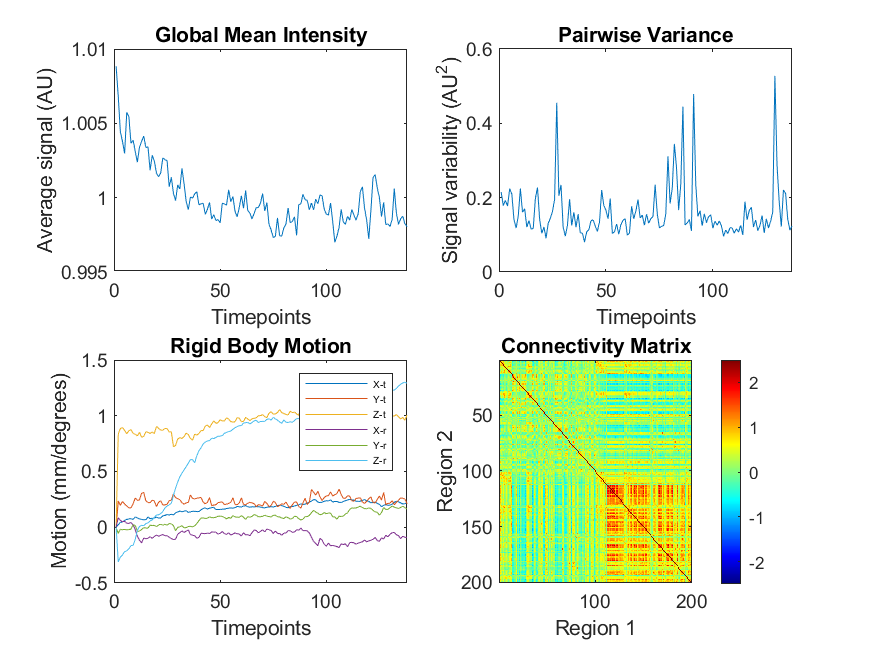 Global Mean Intensity
1.01
1.005
1
0.995
0
50
100
Average signal (AU)
Timepoints
Pairwise Variance
0.6
0.4
0.2
0
0
50
100
Signal variability (AU²)
Timepoints
Rigid Body Motion
1.5
1
0.5
0
-0.5
0
50
100
Motion (mm/degrees)
Timepoints
X-t
Y-t
Z-t
X-r
Y-r
Z-r
Connectivity Matrix
50
100
150
200
100
200
Region 2
Region 1
2
1
0
-1
-2